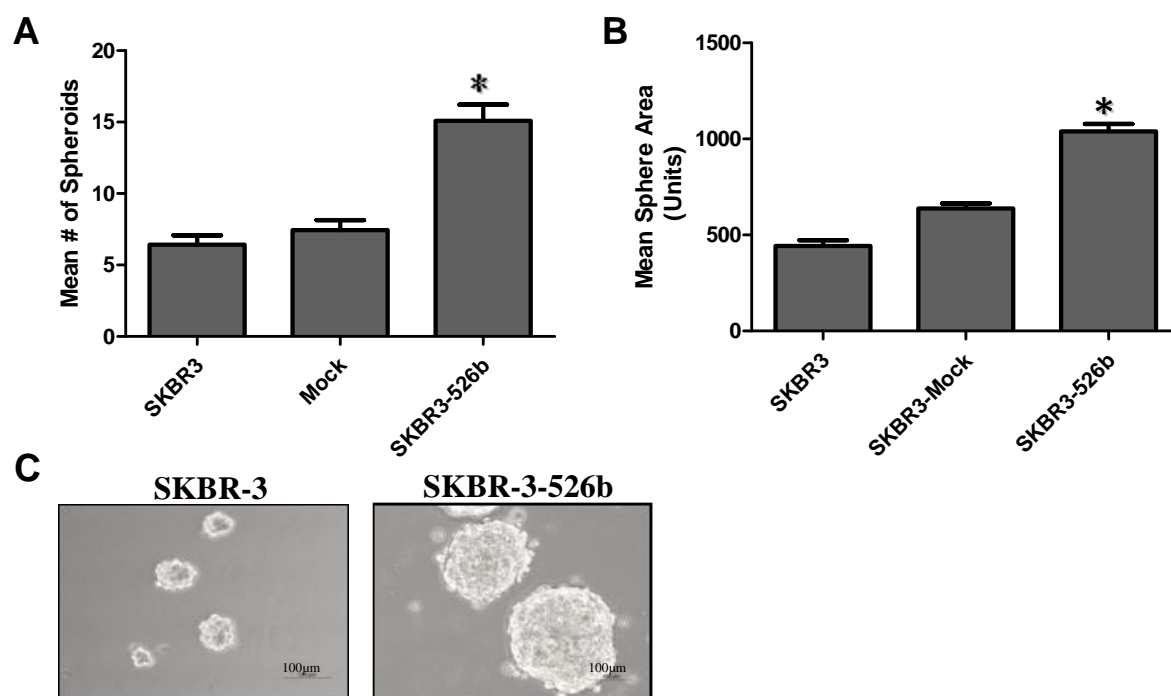 A
Mean # of Spheroids
20
15
10
5
0
*
SKBR3
Mock
SKBR3-526b
B
Mean Sphere Area
(Units)
1500
1000
500
0
*
SKBR3
SKBR3-Mock
SKBR3-526b
C
SKBR-3
SKBR-3-526b
100µm
100µm